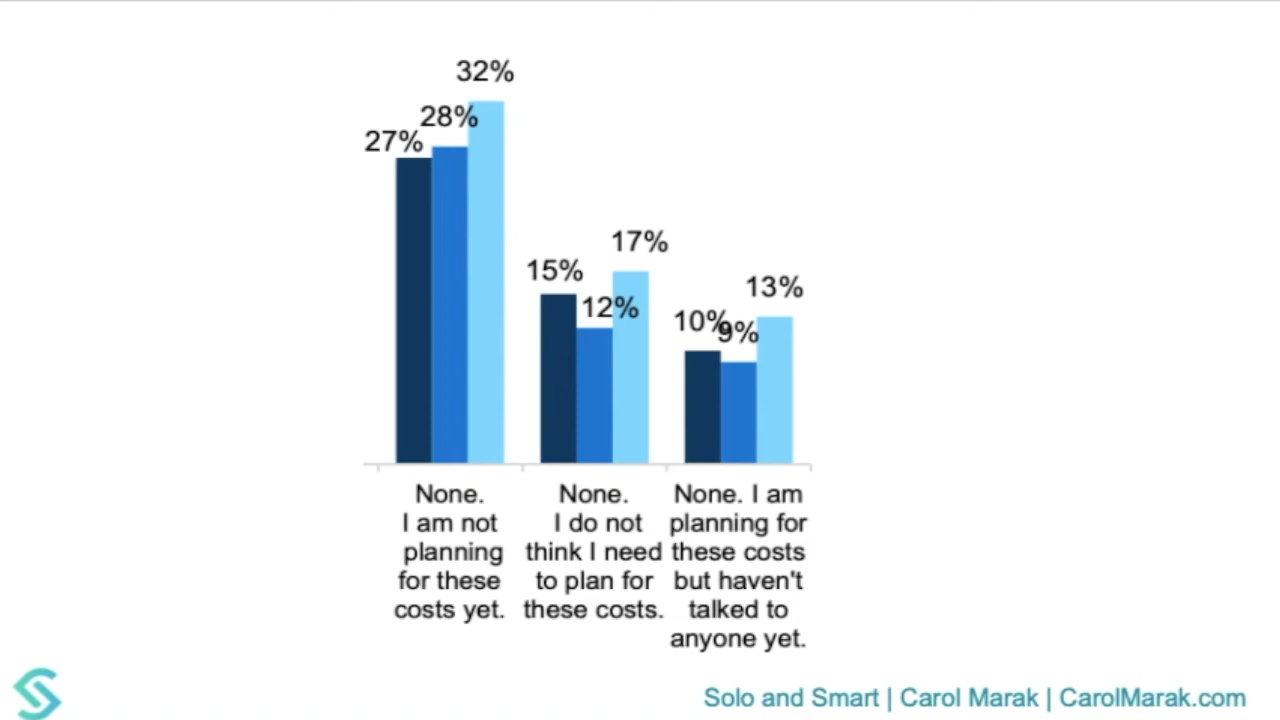 32%
28%
27%
17%
15%
12%
13%
10%
9%
None.
I am not
planning
for these
costs yet.
None.
I do not
think I need
to plan for
these costs.
None. I am
planning for
these costs
but haven't
talked to
anyone yet.
Solo and Smart | Carol Marak | CarolMarak.com